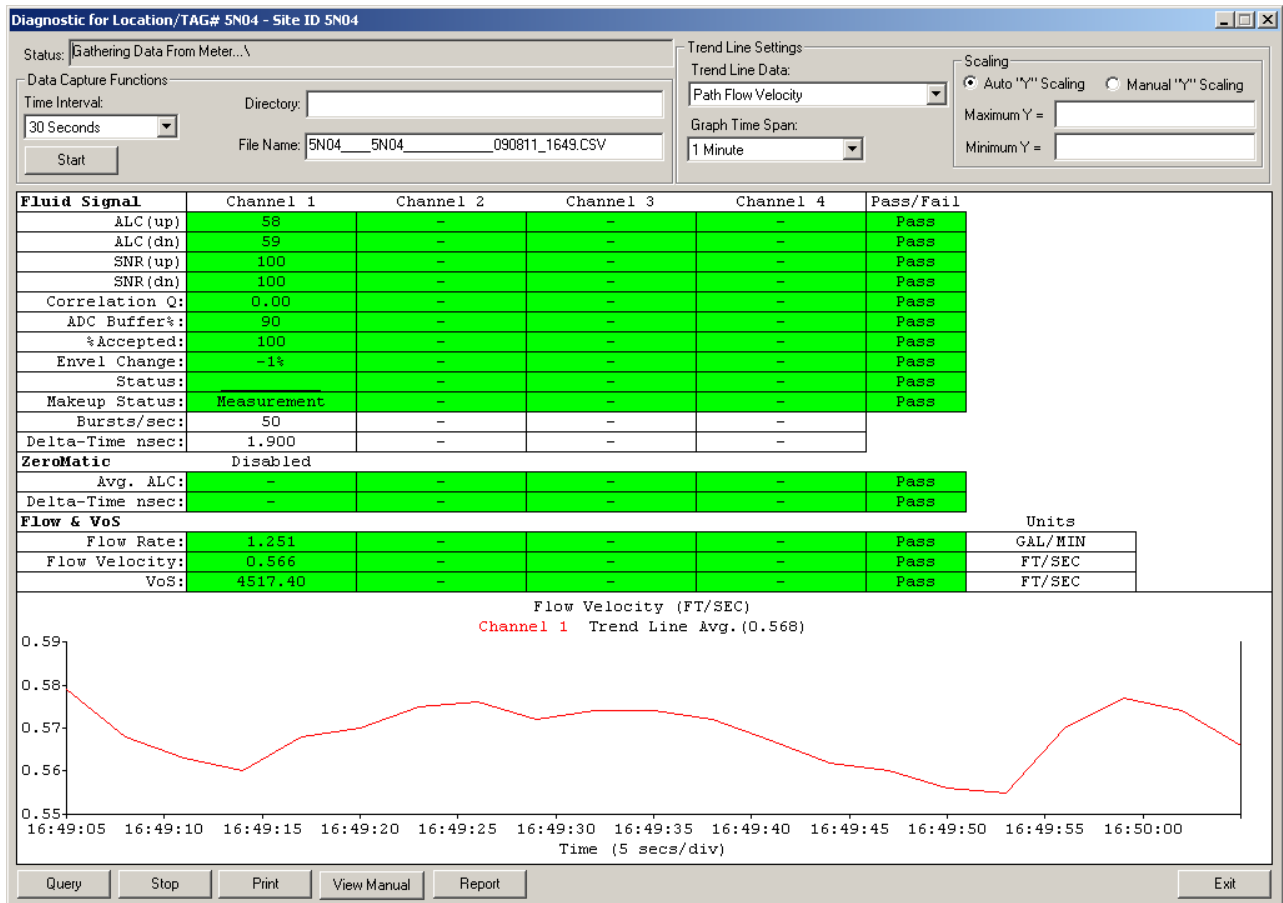 Diagnostic for Location/TAG# 5N04 - Site ID 5N04
Status: Gathering Data From Meter...\
Data Capture Functions
Time Interval:
30 Seconds
Start
Directory:
File Name: 5N04____5N04____________090811_1649.CSV
Trend Line Settings
Trend Line Data:
Path Flow Velocity
Graph Time Span:
1 Minute
Scaling
Auto "Y" Scaling Manual "Y" Scaling
Maximum Y =
Minimum Y =
Fluid Signal Channel 1 Channel 2 Channel 3 Channel 4 Pass/Fail
ALC(up) 58 - - - Pass
ALC(dn) 59 - - - Pass
SNR(up) 100 - - - Pass
SNR(dn) 100 - - - Pass
Correlation Q: 0.00 - - - Pass
ADC Buffer%: 90 - - - Pass
%Accepted: 100 - - - Pass
Envel Change: -1% - - - Pass
Status: __________ - - - Pass
Makeup Status: Measurement - - - Pass
Bursts/sec: 50 - - -
Delta-Time nsec: 1.900 - - -
ZeroMatic Disabled
Avg. ALC: - - - - Pass
Delta-Time nsec: - - - - Pass
Flow & VoS Units
Flow Rate: 1.251 - - - Pass GAL/MIN
Flow Velocity: 0.566 - - - Pass FT/SEC
VoS: 4517.40 - - - Pass FT/SEC
Flow Velocity (FT/SEC)
Channel 1 Trend Line Avg.(0.568)
0.59
0.58
0.57
0.56
0.55
16:49:05 16:49:10 16:49:15 16:49:20 16:49:25 16:49:30 16:49:35 16:49:40 16:49:45 16:49:50 16:49:55 16:50:00
Time (5 secs/div)
Query Stop Print View Manual Report Exit